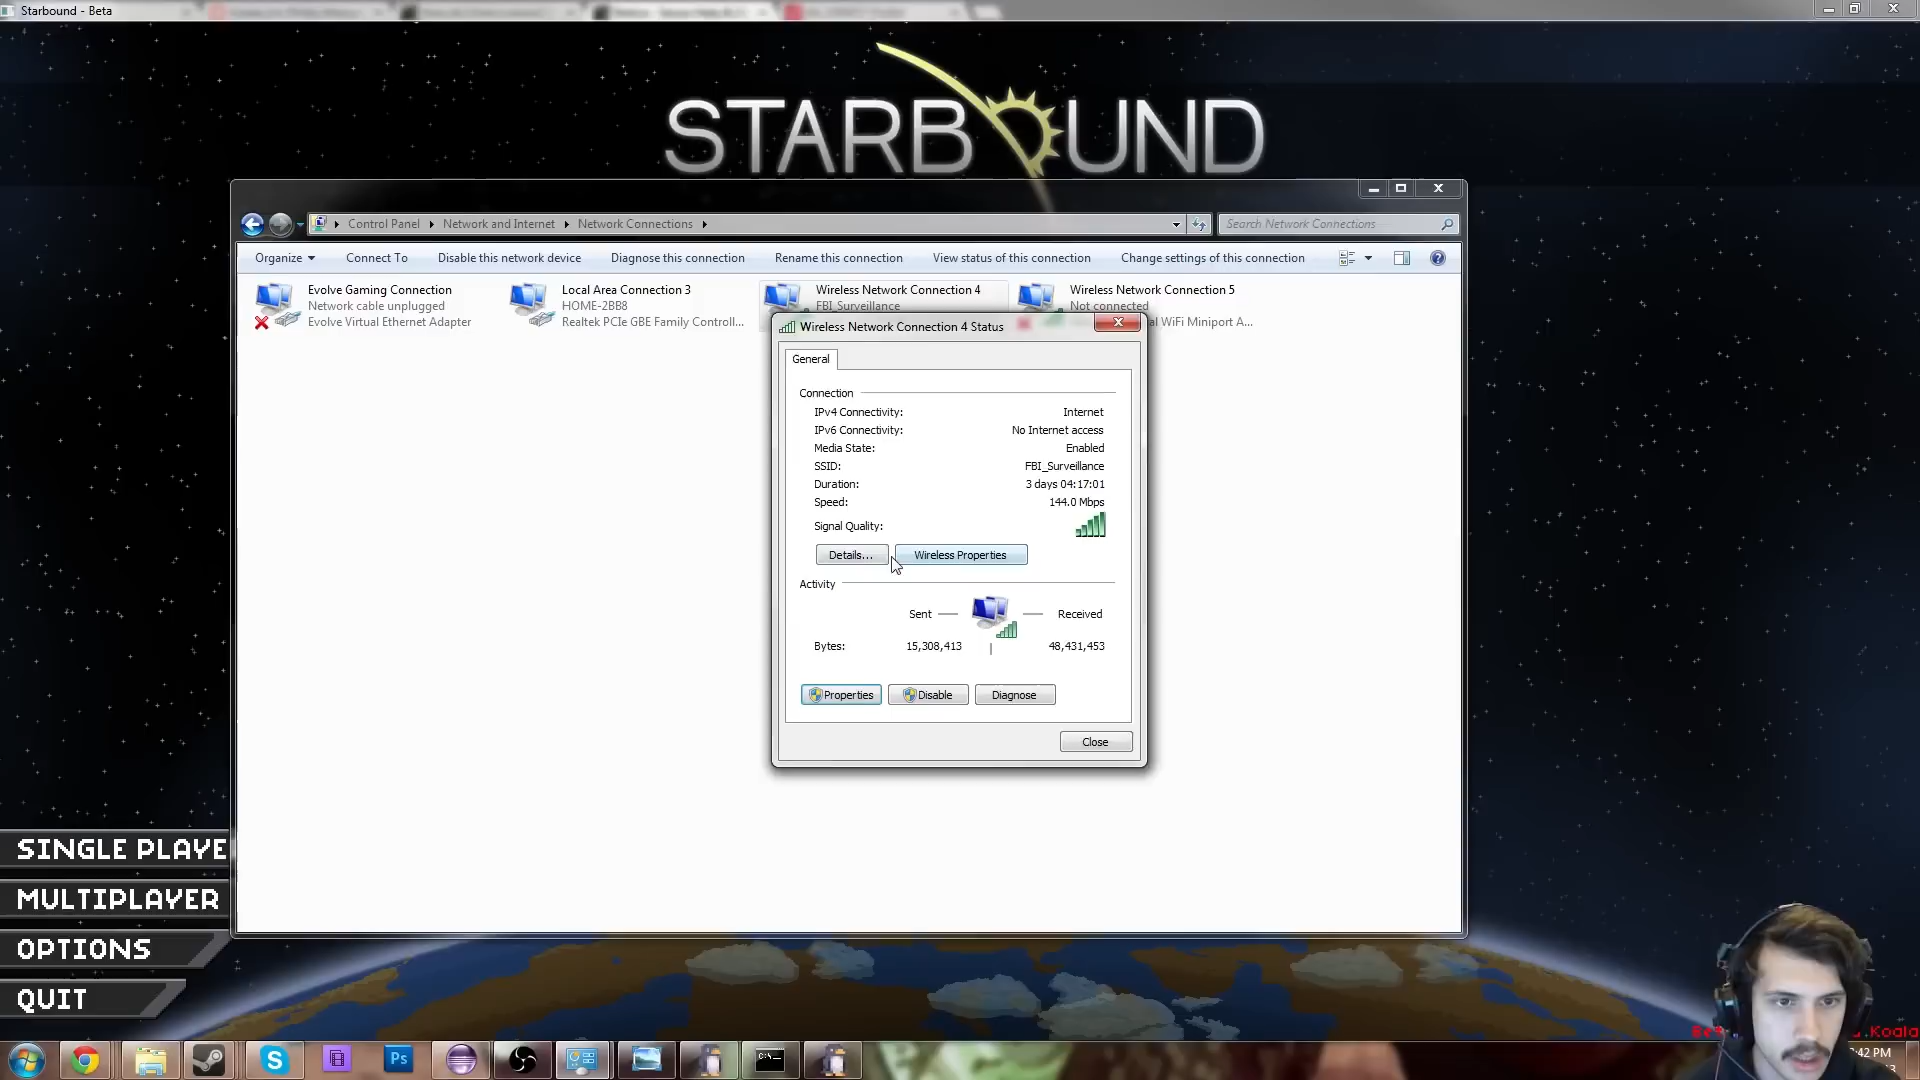 Starbound - Beta
STARBOUND
Control Panel
Network and Internet
Network Connections
Search Network Connections
Organize
Connect To
Disable this network device
Diagnose this connection
Rename this connection
View status of this connection
Change settings of this connection
Evolve Gaming Connection
Network cable unplugged
Evolve Virtual Ethernet Adapter
Local Area Connection 3
HOME-2BB8
Realtek PCIe GBE Family Controll...
Wireless Network Connection 4
FBI_Surveillance
Wireless Network Connection 5
Not connected
WiFi Miniport A...
Wireless Network Connection 4 Status
General
Connection
IPv4 Connectivity: Internet
IPv6 Connectivity: No Internet access
Media State: Enabled
SSID: FBI_Surveillance
Duration: 3 days 04:17:01
Speed: 144.0 Mbps
Signal Quality:
Details...
Wireless Properties
Activity
Sent
Received
Bytes: 15,308,413 48,431,453
Properties
Disable
Diagnose
Close
SINGLE PLAYE
MULTIPLAYER
OPTIONS
QUIT
Ps
C:\_
.Koala
:42 PM